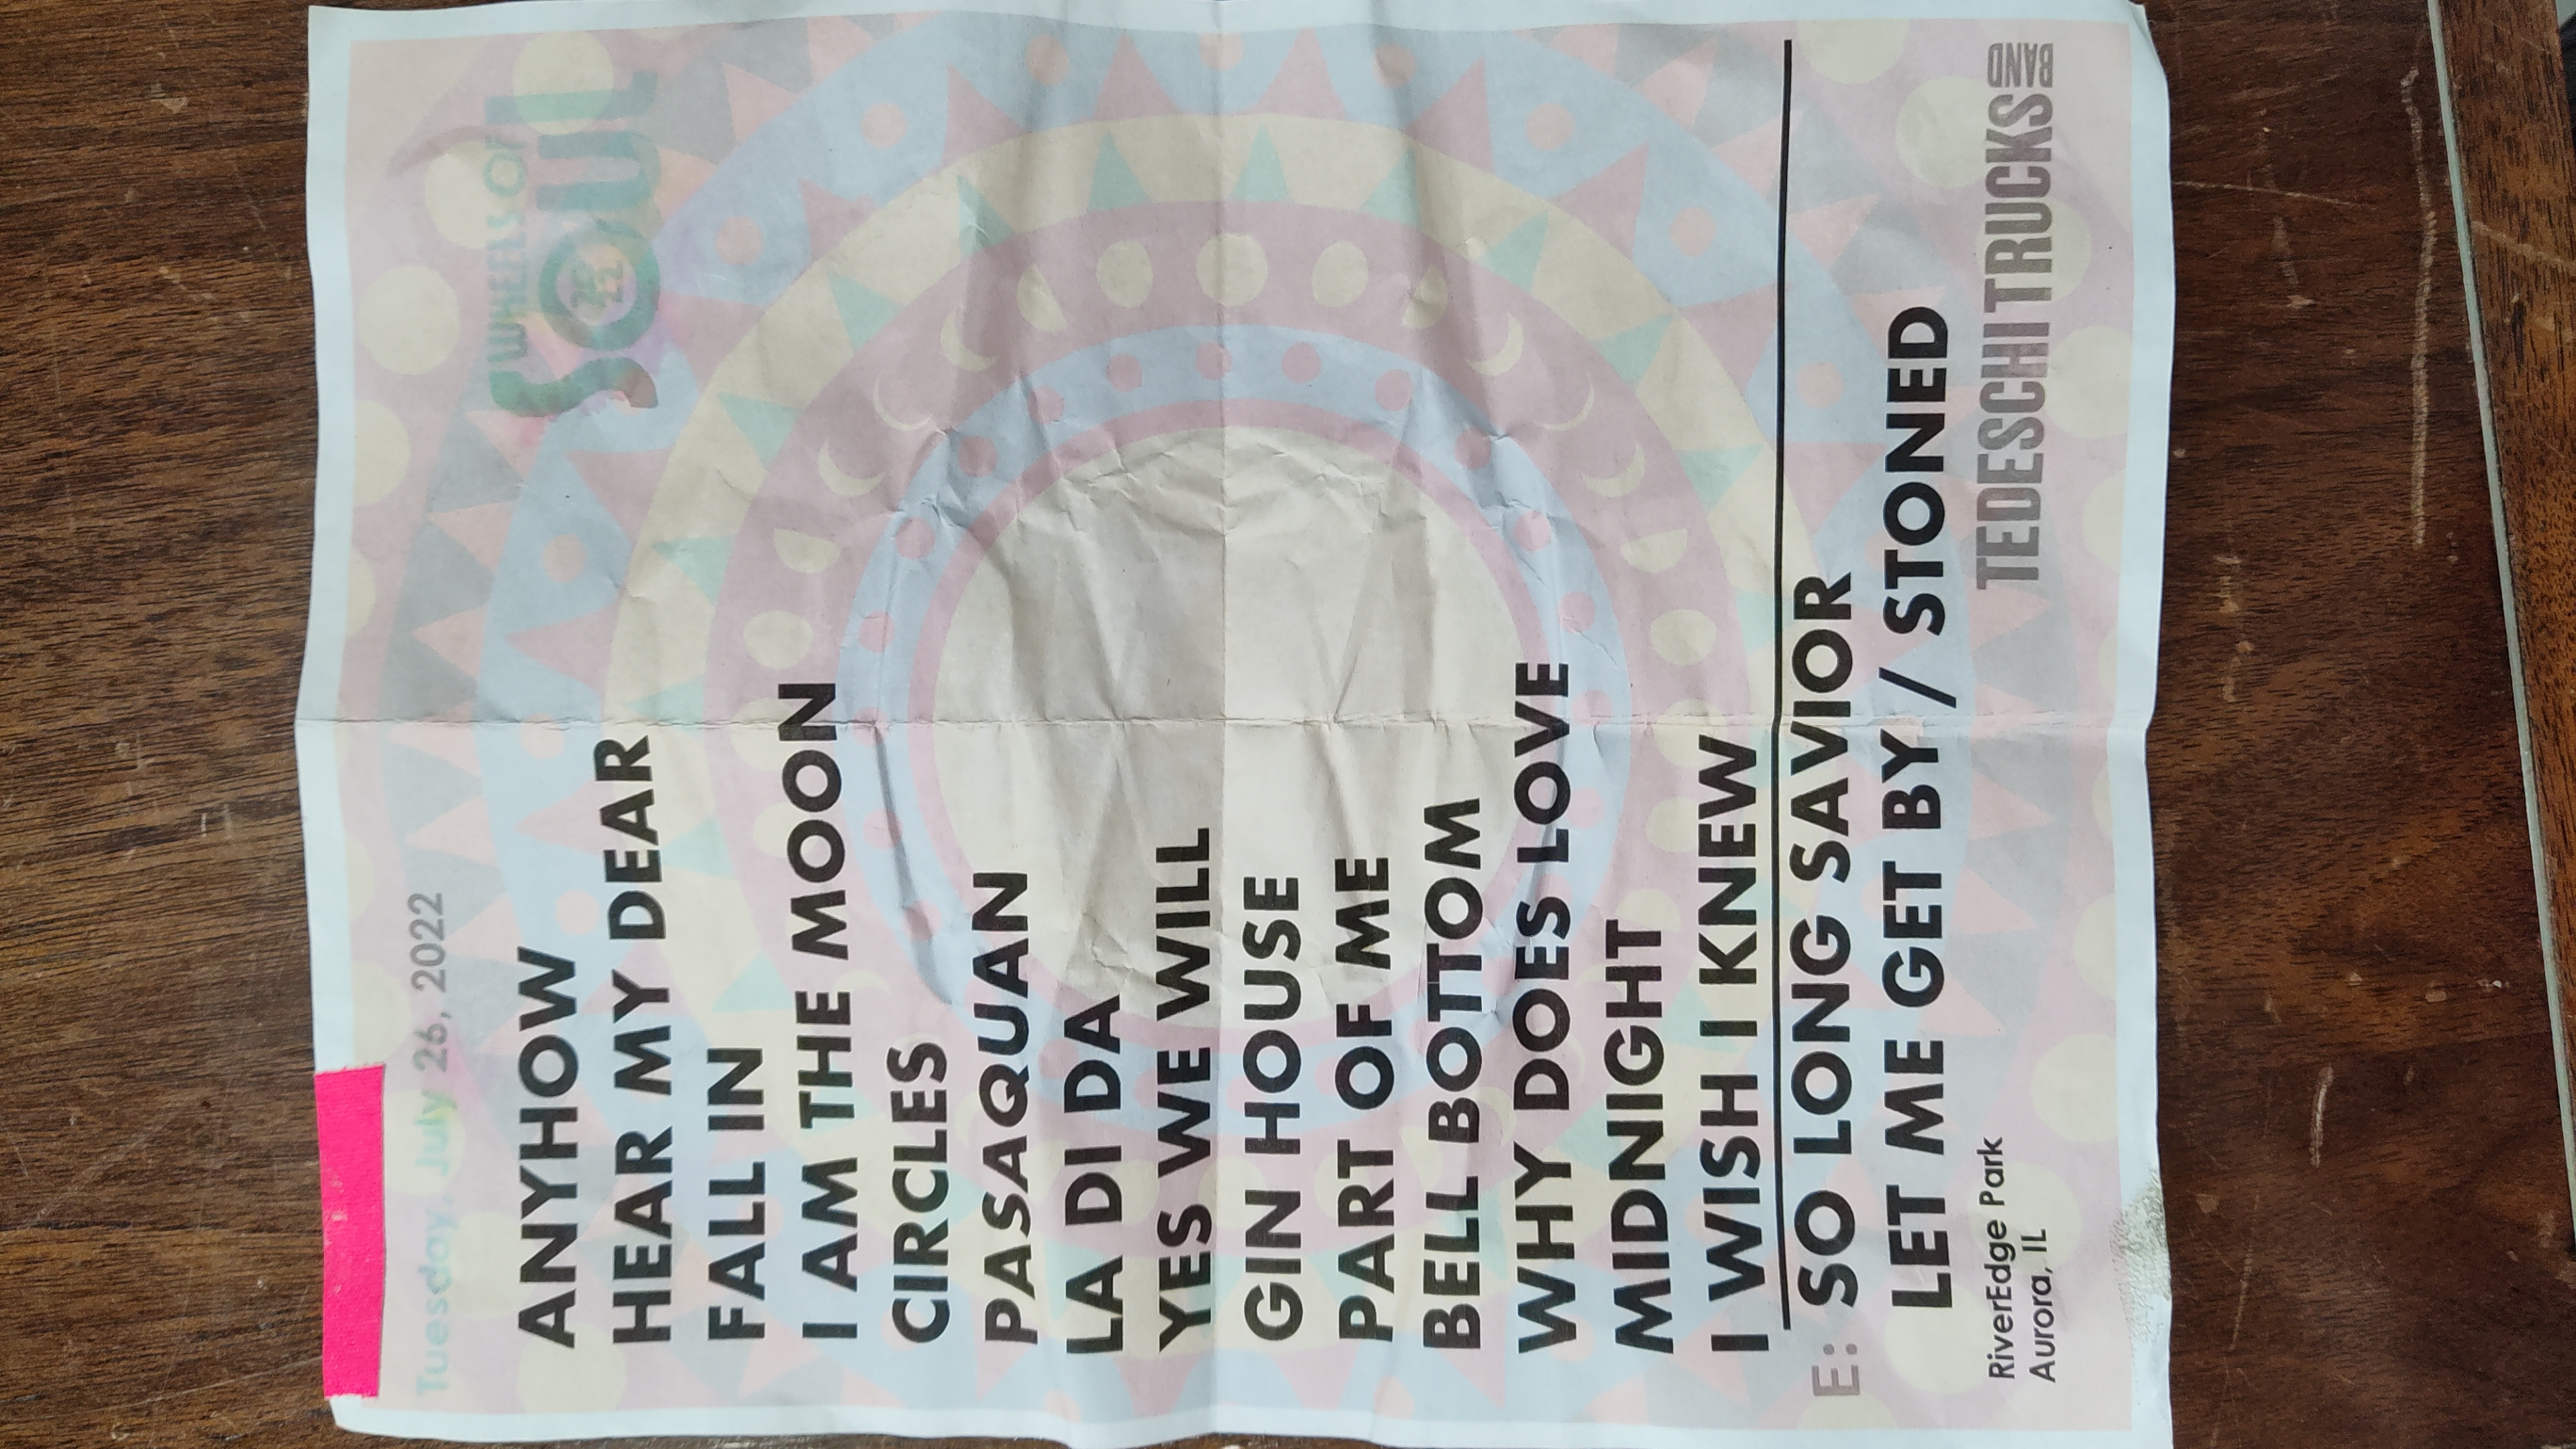 Tuesday, July 26, 2022
WHEELS OF
SOUL
20
22
ANYHOW
HEAR MY DEAR
FALL IN
I AM THE MOON
CIRCLES
PASAQUAN
LA DI DA
YES WE WILL
GIN HOUSE
PART OF ME
BELL BOTTOM
WHY DOES LOVE
MIDNIGHT
I WISH I KNEW
E: SO LONG SAVIOR
LET ME GET BY / STONED
RiverEdge Park
Aurora, IL
TEDESCHI TRUCKS BAND